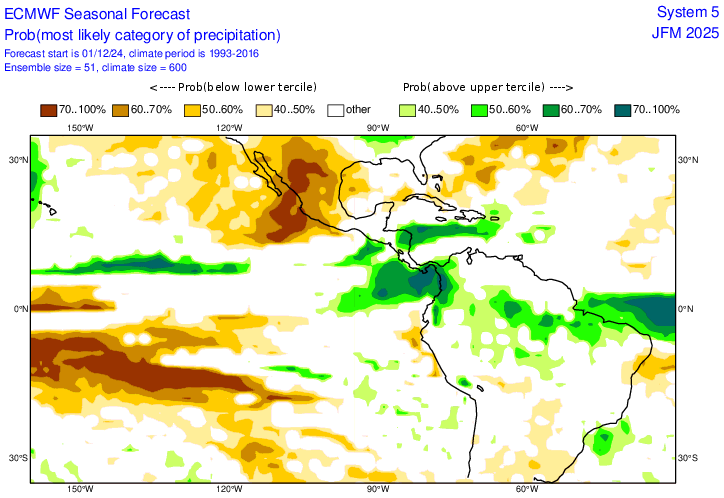 ECMWF Seasonal Forecast
System 5
Prob(most likely category of precipitation)
JFM 2025
Forecast start is 01/12/24, climate period is 1993-2016
Ensemble size = 51, climate size = 600
<---- Prob(below lower tercile)
Prob(above upper tercile) ---->
70..100% 60..70% 50..60% 40..50% other 40..50% 50..60% 60..70% 70..100%
150°W 120°W 90°W 60°W
30°N 30°N
0°N 0°N
30°S 30°S
150°W 120°W 90°W 60°W